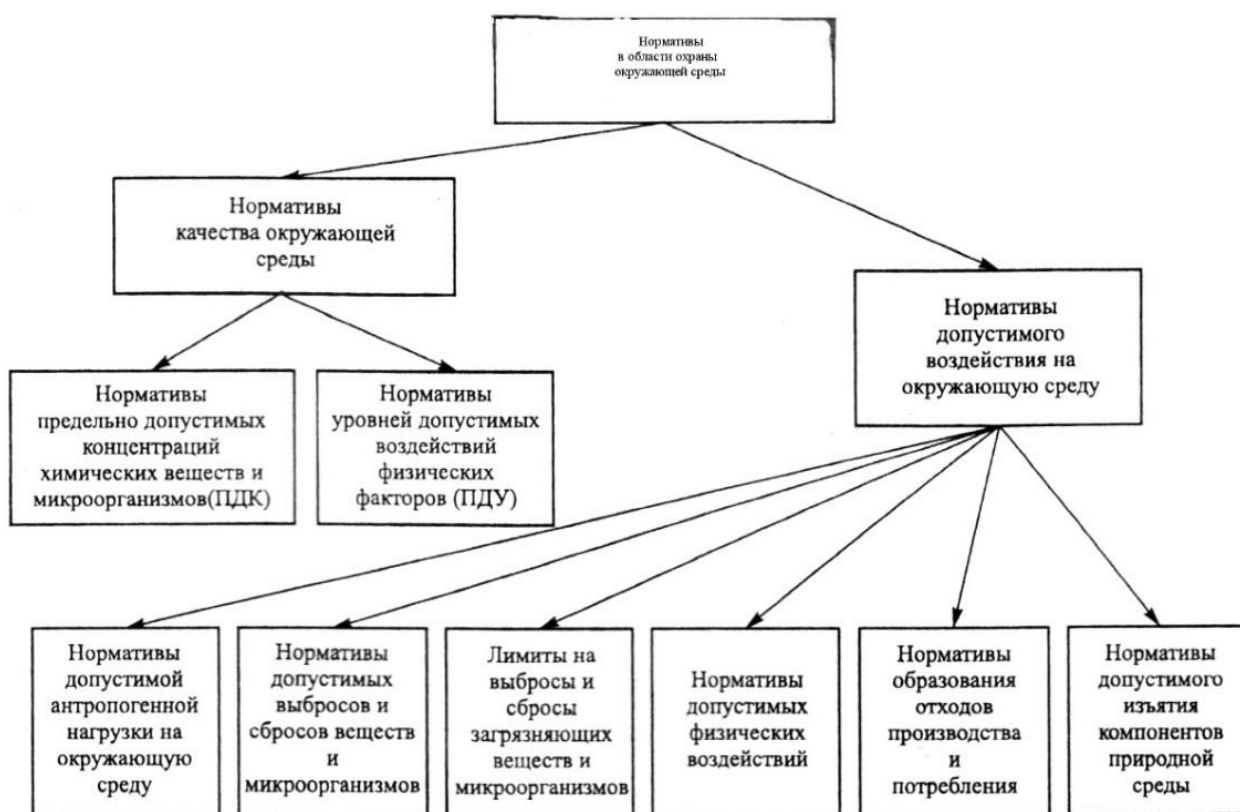 Нормативы
в области охраны
окружающей среды
Нормативы
качества окружающей
среды
Нормативы
допустимого
воздействия на
окружающую среду
Нормативы
предельно допустимых
концентраций
химических веществ и
микроорганизмов(ПДК)
Нормативы
уровней допустимых
воздействий
физических
факторов (ПДУ)
Нормативы
допустимой
антропогенной
нагрузки на
окружающую
среду
Нормативы
допустимых
выбросов и
сбросов веществ
и
микроорганизмов
Лимиты на
выбросы и
сбросы
загрязняющих
веществ и
микроорганизмов
Нормативы
допустимых
физических
воздействий
Нормативы
образования
отходов
производства
и
потребления
Нормативы
допустимого
изъятия
компонентов
природной
среды